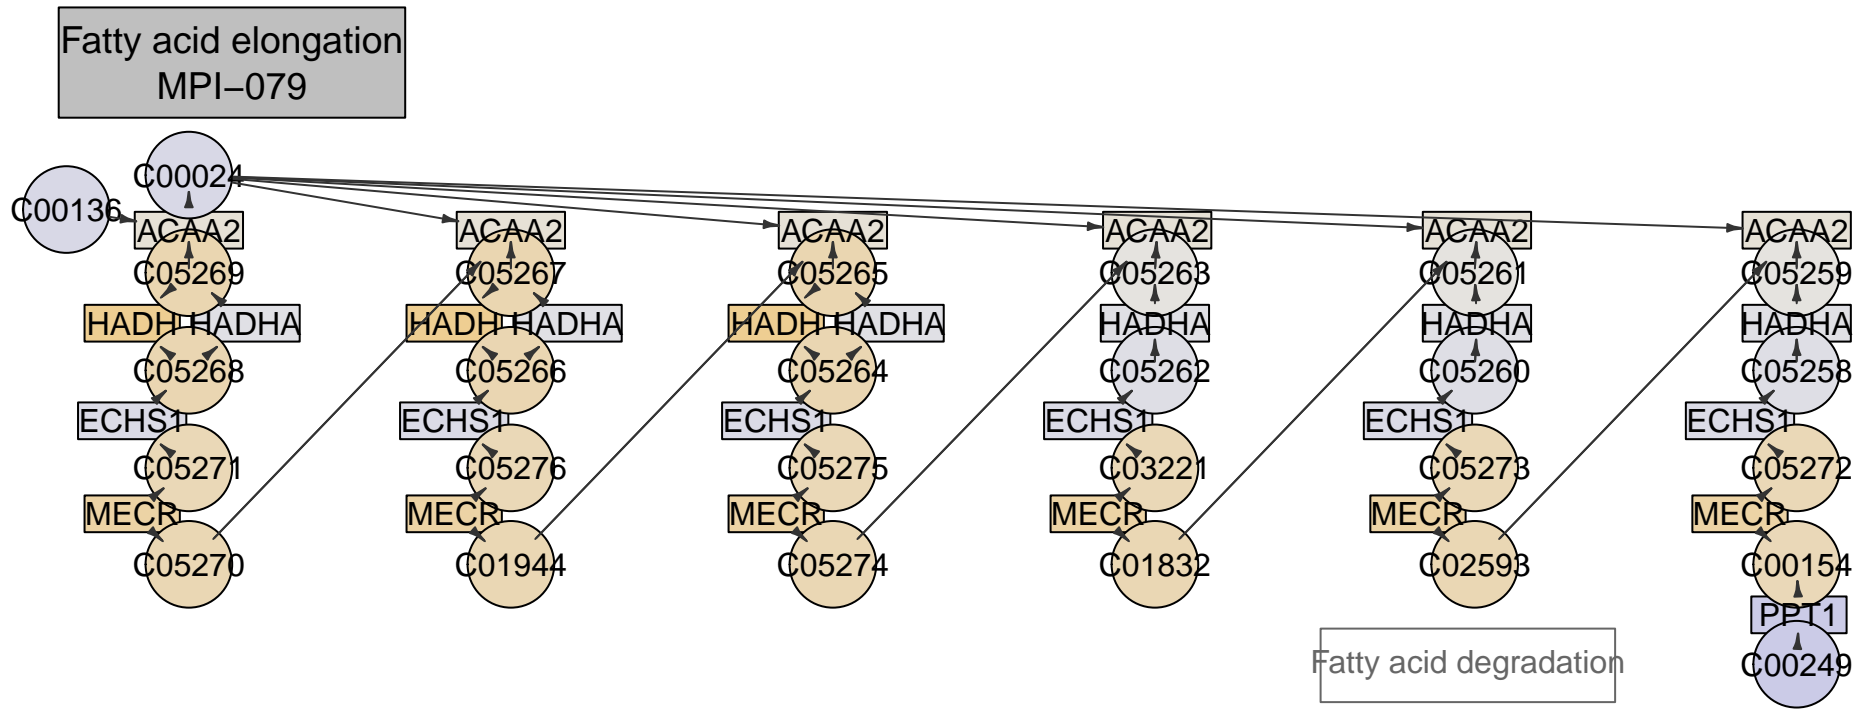 Fatty acid elongation
MPI−079
C00024
C00136
ACAA2
ACAA2
ACAA2
ACAA2
ACAA2
ACAA2
C05269
C05267
C05265
C05263
C05261
C05259
HADH
HADHA
HADH
HADHA
HADH
HADHA
HADHA
HADHA
HADHA
C05268
C05266
C05264
C05262
C05260
C05258
ECHS1
ECHS1
ECHS1
ECHS1
ECHS1
ECHS1
C05271
C05276
C05275
C03221
C05273
C05272
MECR
MECR
MECR
MECR
MECR
MECR
C05270
C01944
C05274
C01832
C02593
C00154
PPT1
Fatty acid degradation
C00249